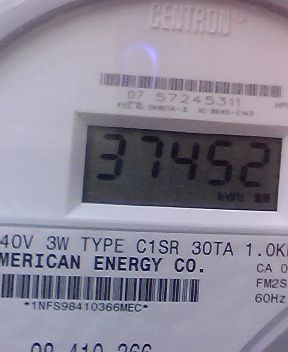 CENTRON®
07 57245311
37452
kWh
40V 3W TYPE C1SR 30TA 1.0K
MERICAN ENERGY CO.
CA 0
FM2S
60Hz
*1NFS98410366MEC*
98 410 366